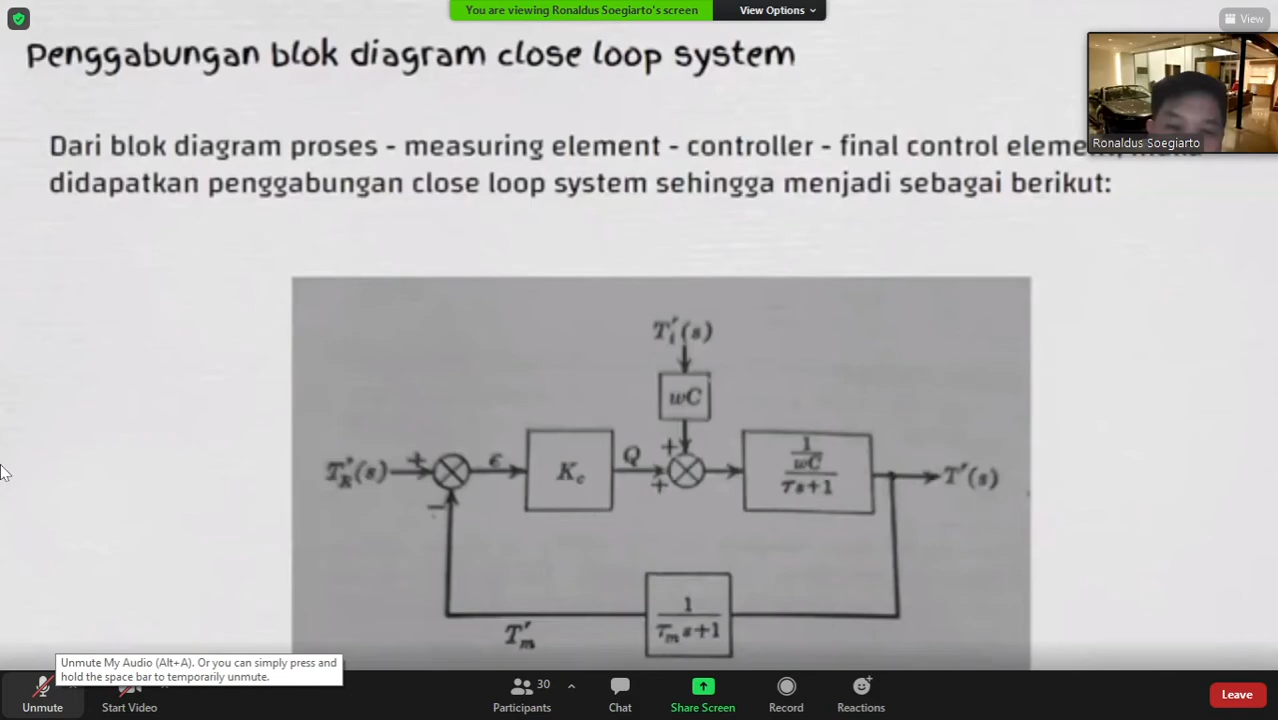 You are viewing Ronaldus Soegiarto's screen
View Options
View
Penggabungan blok diagram close loop system
Ronaldus Soegiarto
Dari blok diagram proses - measuring element - controller - final control element,
didapatkan penggabungan close loop system sehingga menjadi sebagai berikut:
T'i(s)
wC
T'R(s) + ϵ Kc Q + + 1/wC / τs+1 T'(s)
−
T'm 1 / τm s+1
Unmute My Audio (Alt+A). Or you can simply press and
hold the space bar to temporarily unmute.
Unmute
Start Video
Participants 30
Chat
Share Screen
Record
Reactions
Leave